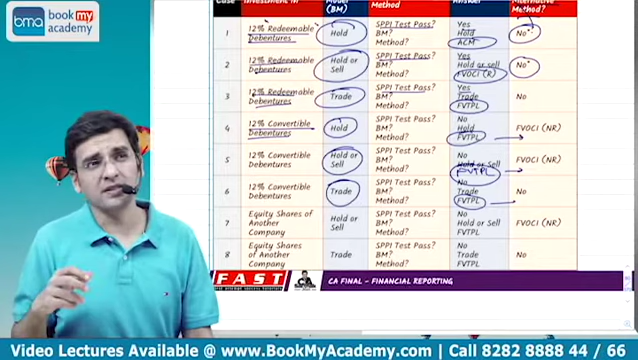 bma BookMy
academy
Case
Investment in
Model
(BM)
Answer
Alternative
Method?
1
12% Redeemable
Debentures
Hold
SPPI Test Pass?
BM?
Method?
Yes
Hold
ACM
No
2
12% Redeemable
Debentures
Hold or
Sell
SPPI Test Pass?
BM?
Method?
Yes
Hold or sell
FVOCI (R)
No
3
12% Redeemable
Debentures
Trade
SPPI Test Pass?
BM?
Method?
Yes
Trade
FVTPL
No
4
12% Convertible
Debentures
Hold
SPPI Test Pass?
BM?
Method?
No
Hold
FVTPL
FVOCI (NR)
5
12% Convertible
Debentures
Hold or
Sell
SPPI Test Pass?
BM?
Method?
No
Hold or Sell
FVTPL
FVOCI (NR)
6
12% Convertible
Debentures
Trade
SPPI Test Pass?
BM?
Method?
No
Trade
FVTPL
No
7
Equity Shares of
Another
Company
Hold or
Sell
SPPI Test Pass?
BM?
Method?
No
Hold or Sell
FVTPL
FVOCI (NR)
8
Equity Shares
of Another
Company
Trade
SPPI Test Pass?
BM?
Method?
No
Trade
FVTPL
No
FAST
CA FINAL – FINANCIAL REPORTING
Video Lectures Available @ www.BookMyAcademy.com | Call 8282 8888 44 / 66